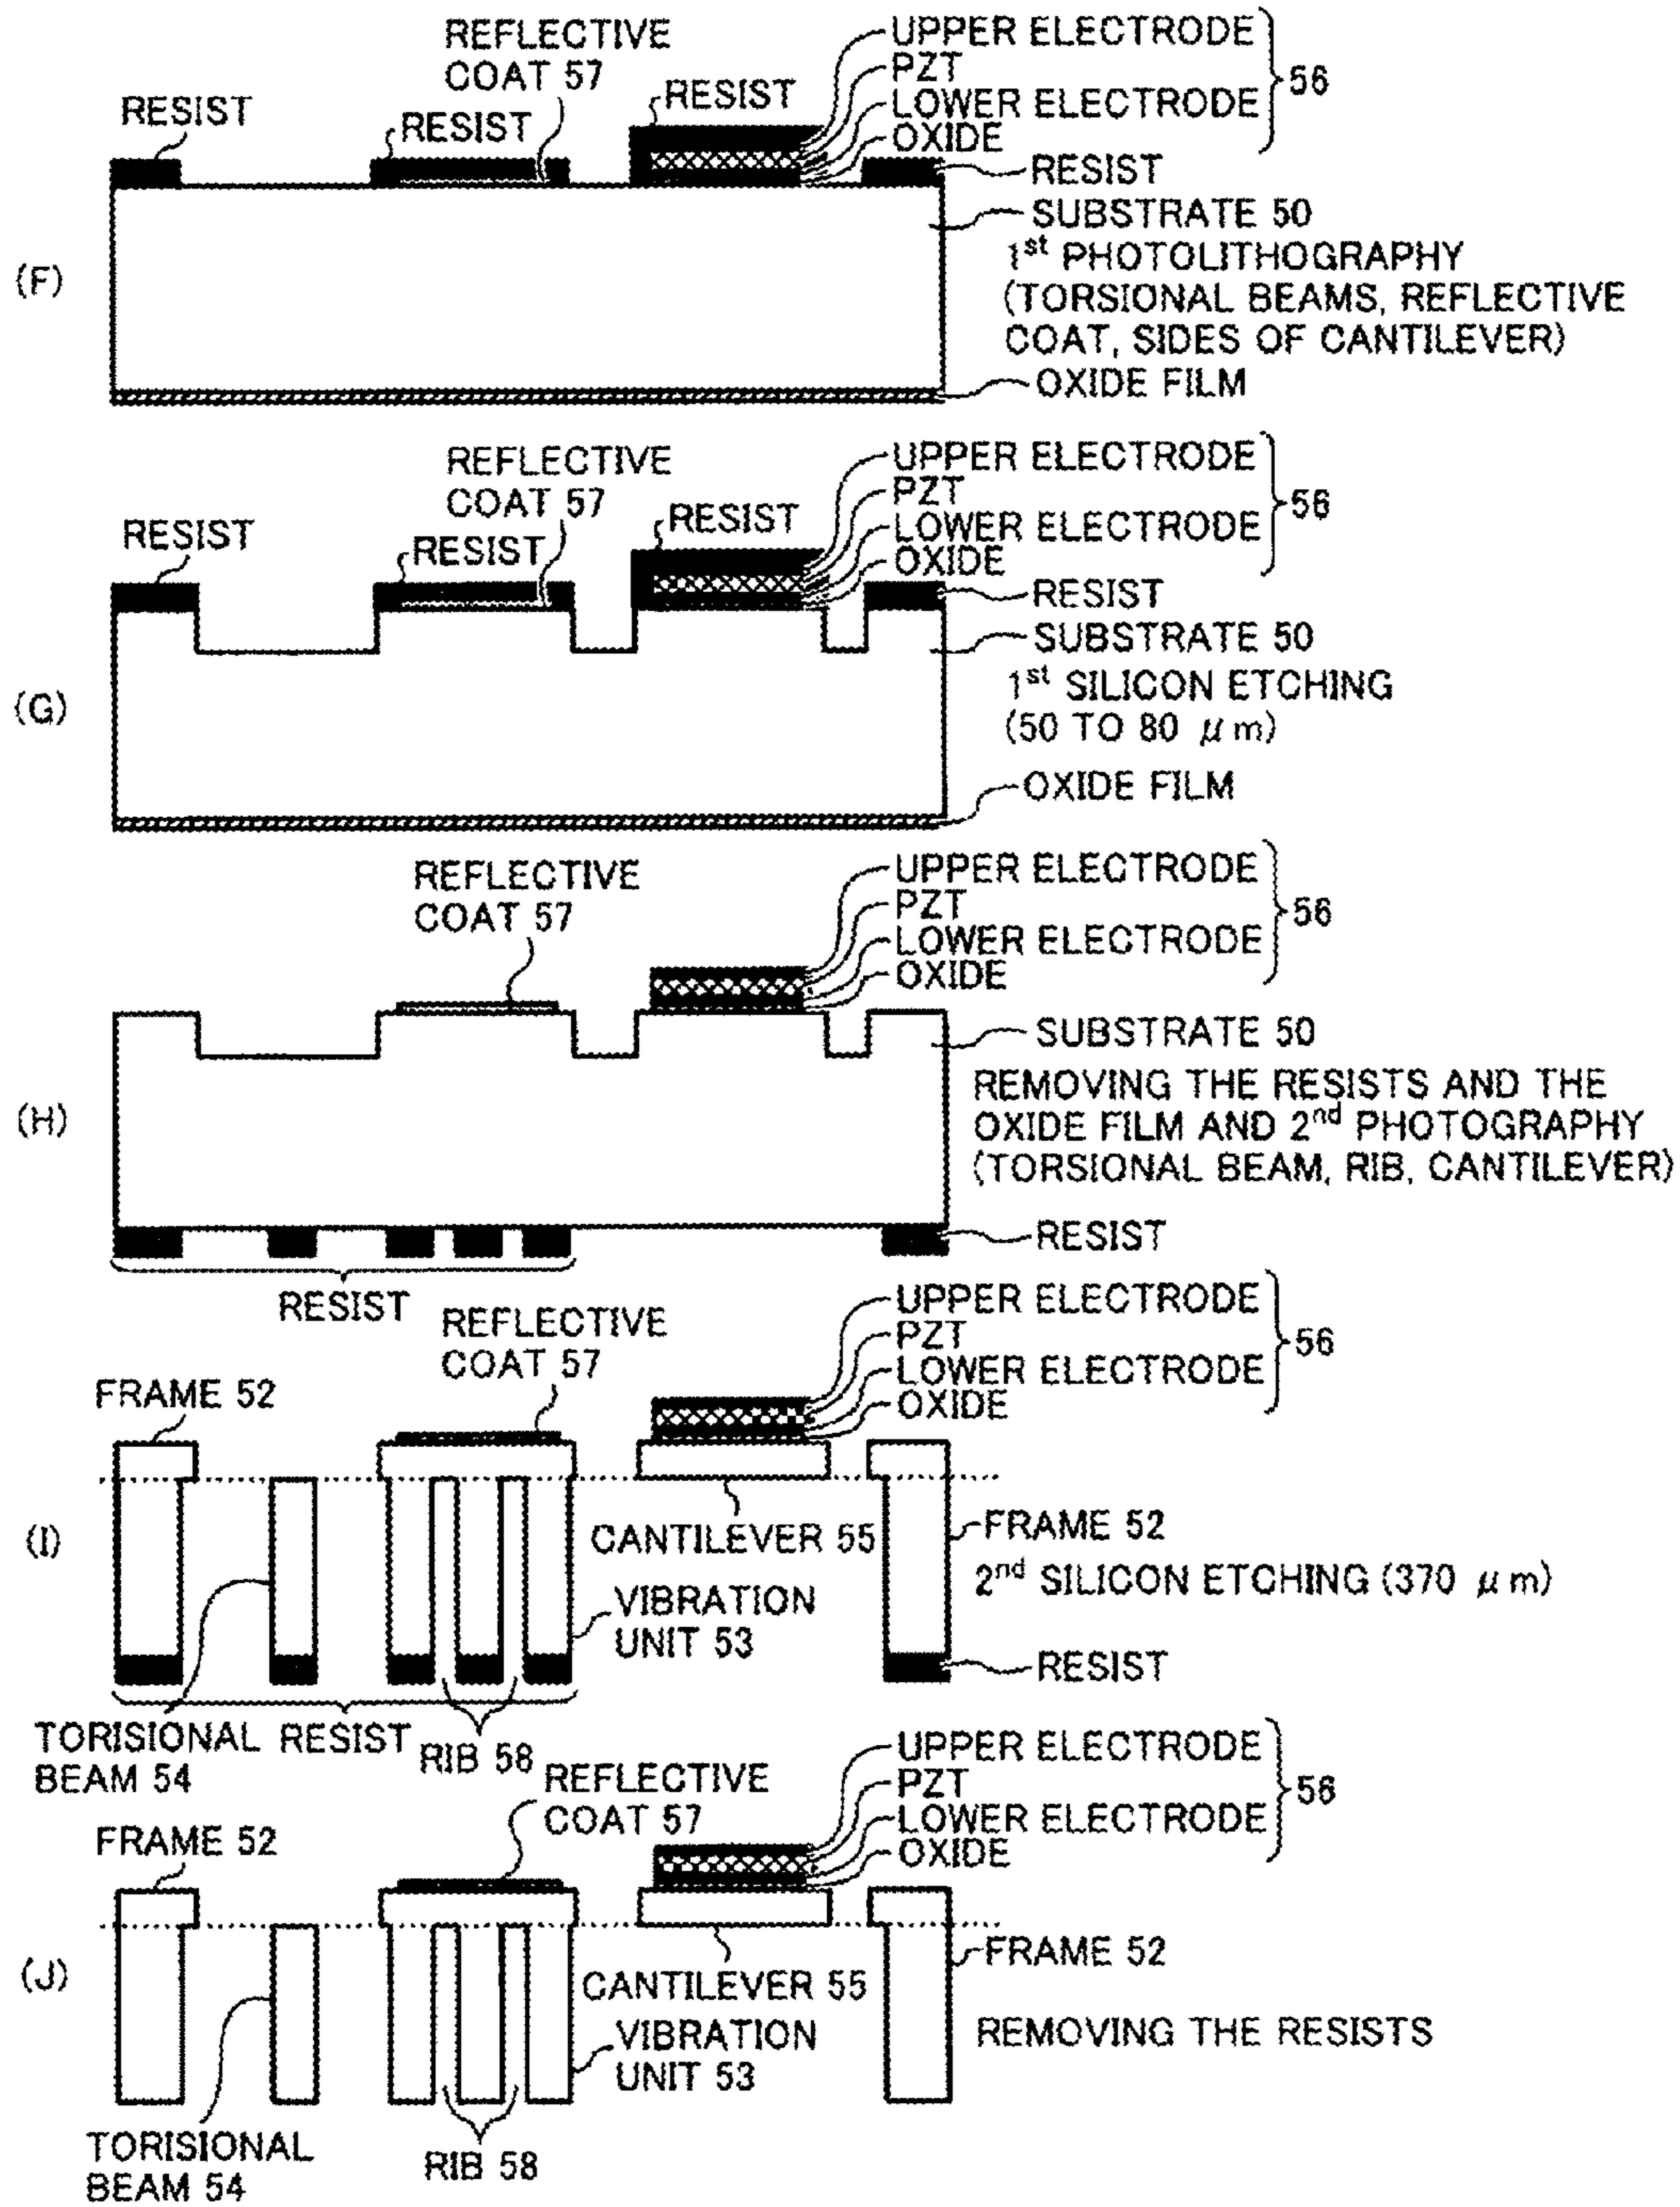 (F)
REFLECTIVE
COAT 57
RESIST
RESIST
RESIST
UPPER ELECTRODE
PZT
LOWER ELECTRODE
OXIDE
56
RESIST
SUBSTRATE 50
1st PHOTOLITHOGRAPHY
(TORSIONAL BEAMS, REFLECTIVE
COAT, SIDES OF CANTILEVER)
OXIDE FILM
(G)
REFLECTIVE
COAT 57
RESIST
RESIST
RESIST
UPPER ELECTRODE
PZT
LOWER ELECTRODE
OXIDE
56
RESIST
SUBSTRATE 50
1st SILICON ETCHING
(50 TO 80 μm)
OXIDE FILM
(H)
REFLECTIVE
COAT 57
UPPER ELECTRODE
PZT
LOWER ELECTRODE
OXIDE
56
SUBSTRATE 50
REMOVING THE RESISTS AND THE
OXIDE FILM AND 2nd PHOTOGRAPHY
(TORSIONAL BEAM, RIB, CANTILEVER)
RESIST
RESIST
(I)
REFLECTIVE
COAT 57
FRAME 52
UPPER ELECTRODE
PZT
LOWER ELECTRODE
OXIDE
56
CANTILEVER 55
FRAME 52
2nd SILICON ETCHING (370 μm)
VIBRATION
UNIT 53
RESIST
TORISIONAL
BEAM 54
RESIST
RIB 58
(J)
REFLECTIVE
COAT 57
FRAME 52
UPPER ELECTRODE
PZT
LOWER ELECTRODE
OXIDE
56
CANTILEVER 55
FRAME 52
VIBRATION
UNIT 53
REMOVING THE RESISTS
TORISIONAL
BEAM 54
RIB 58